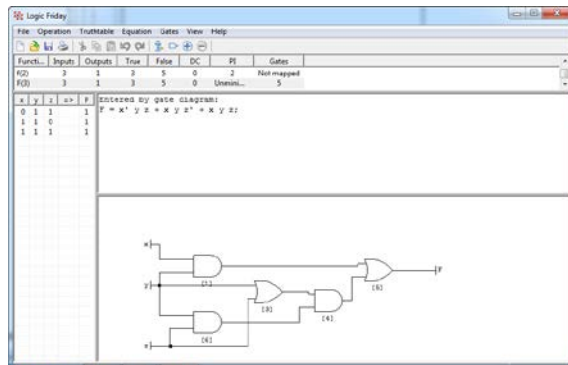 Logic Friday
File Operation Truthtable Equation Gates View Help
Functi... Inputs Outputs True False DC PI Gates
F(2) 3 1 3 5 0 2 Not mapped
F(3) 3 1 3 5 0 Unmini... 5
x y z => F
0 1 1 1
1 1 0 1
1 1 1 1
Entered by gate diagram:
F = x' y z + x y z' + x y z;
x
F
[5]
y
[1]
[3]
[4]
[6]
z